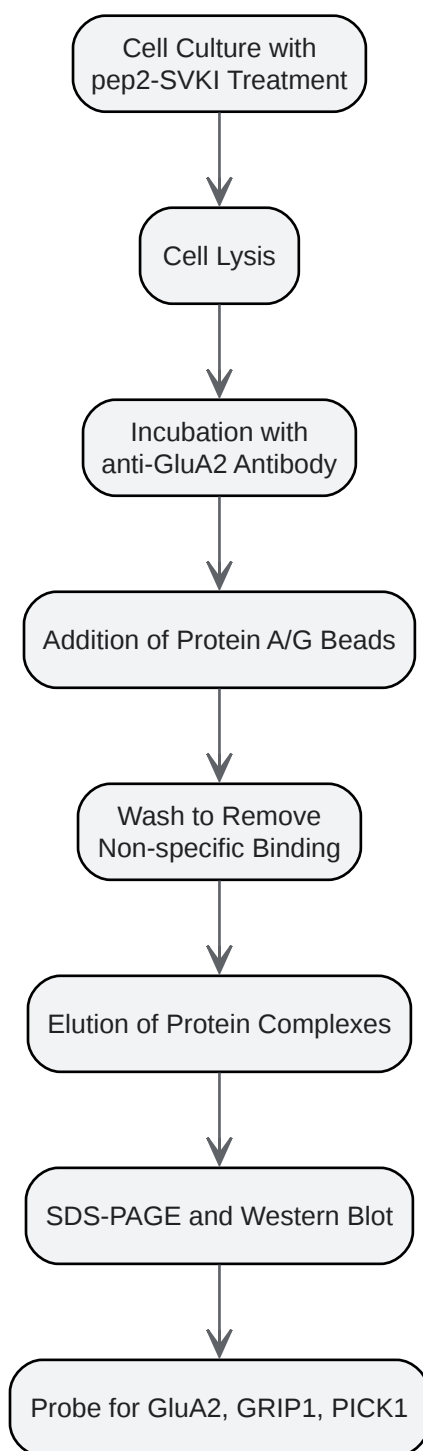 Cell Culture with
pep2-SVKI Treatment
Cell Lysis
Incubation with
anti-GluA2 Antibody
Addition of Protein A/G Beads
Wash to Remove
Non-specific Binding
Elution of Protein Complexes
SDS-PAGE and Western Blot
Probe for GluA2, GRIP1, PICK1